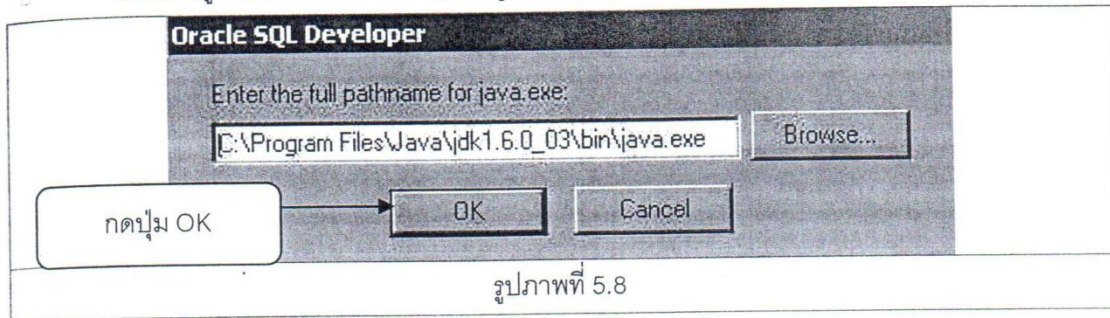 Oracle SQL Developer
Enter the full pathname for java.exe:
C:\Program Files\Java\jdk1.6.0_03\bin\java.exe
Browse...
กดปุ่ม OK
OK
Cancel
รูปภาพที่ 5.8